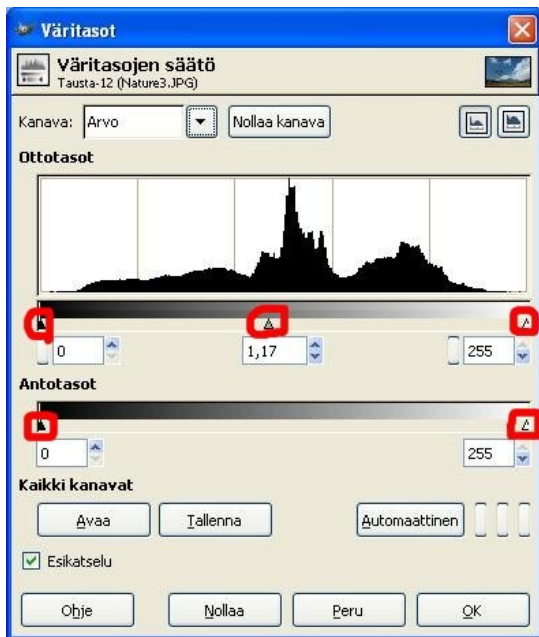 Väritasot
Väritasojen säätö
Tausta-12 (Nature3.JPG)
Kanava: Arvo Nollaa kanava
Ottotasot
0 1,17 255
Antotasot
0 255
Kaikki kanavat
Avaa Tallenna Automaattinen
Esikatselu
Ohje Nollaa Peru OK